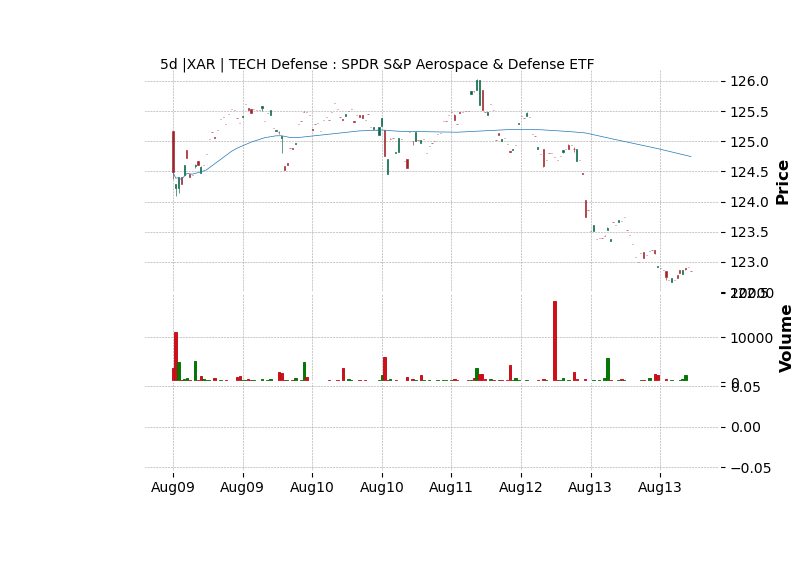 5d |XAR | TECH Defense : SPDR S&P Aerospace & Defense ETF
126.0
125.5
125.0
124.5
124.0
123.5
123.0
Price
10000
Volume
0.05
0.00
−0.05
Aug09 Aug09 Aug10 Aug10 Aug11 Aug12 Aug13 Aug13